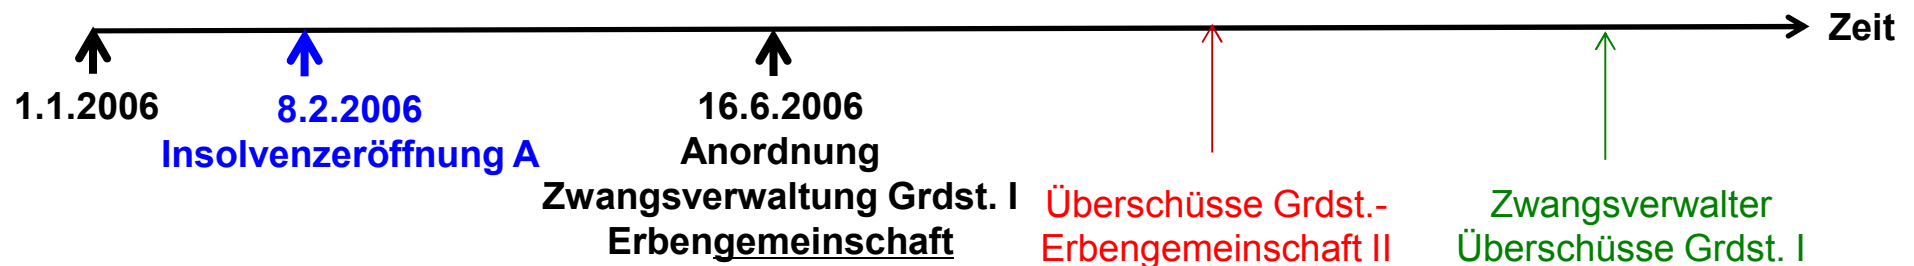 Zeit
1.1.2006
8.2.2006
Insolvenzeröffnung A
16.6.2006
Anordnung
Zwangsverwaltung Grdst. I
Erbengemeinschaft
Überschüsse Grdst.-
Erbengemeinschaft II
Zwangsverwalter
Überschüsse Grdst. I